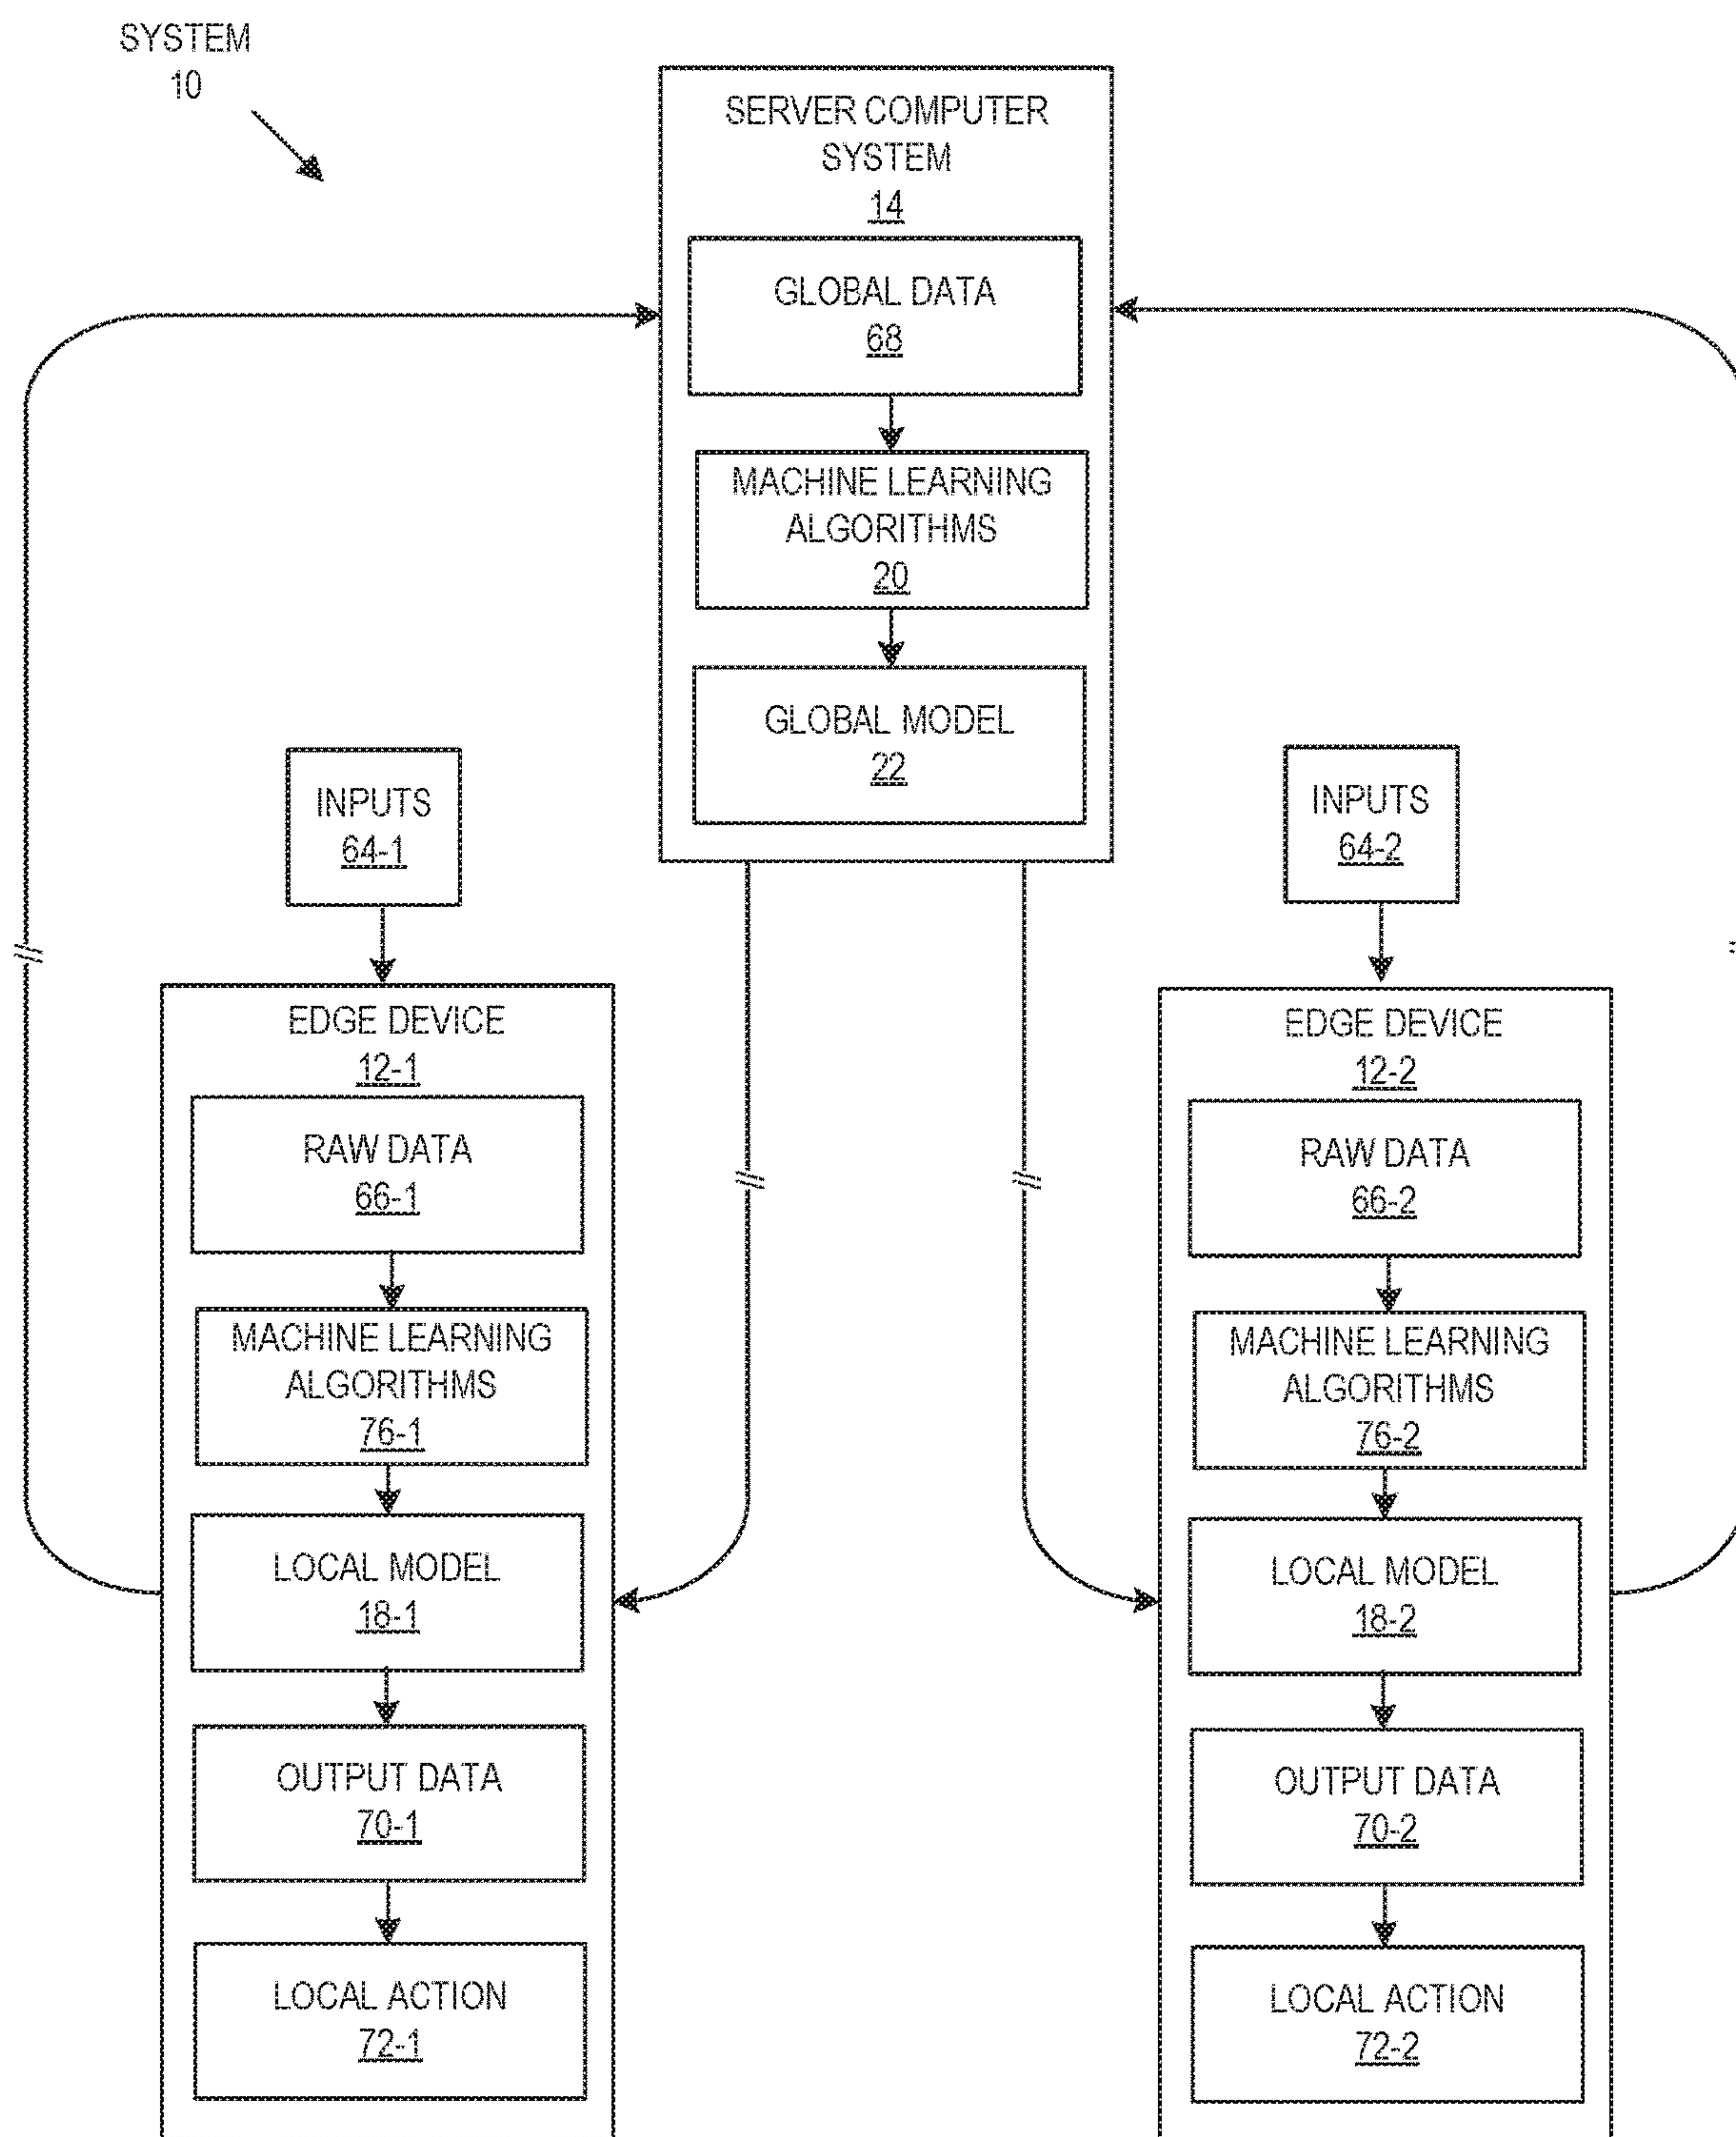 SYSTEM
10
SERVER COMPUTER
SYSTEM
14
GLOBAL DATA
68
MACHINE LEARNING
ALGORITHMS
20
GLOBAL MODEL
22
INPUTS
64-1
EDGE DEVICE
12-1
RAW DATA
66-1
MACHINE LEARNING
ALGORITHMS
76-1
LOCAL MODEL
18-1
OUTPUT DATA
70-1
LOCAL ACTION
72-1
INPUTS
64-2
EDGE DEVICE
12-2
RAW DATA
66-2
MACHINE LEARNING
ALGORITHMS
76-2
LOCAL MODEL
18-2
OUTPUT DATA
70-2
LOCAL ACTION
72-2